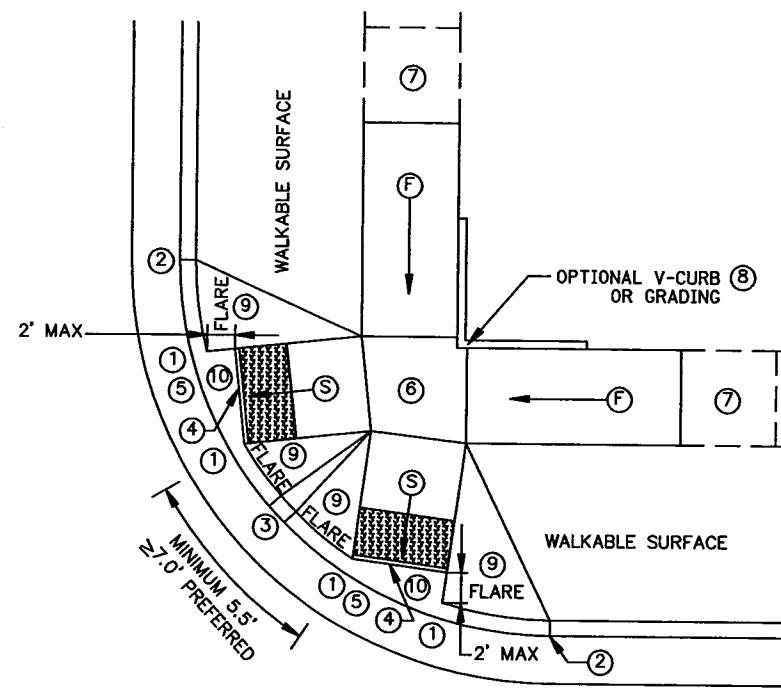 7
WALKABLE SURFACE
F
2
OPTIONAL V-CURB 8
OR GRADING
FLARE
9
2' MAX
1
5
10
S
6
F
7
4
1
9
FLARE
9
FLARE
S
3
WALKABLE SURFACE
MINIMUM 5.5'
≥7.0' PREFERRED
9
FLARE
1
5
10
4
1
2' MAX
2